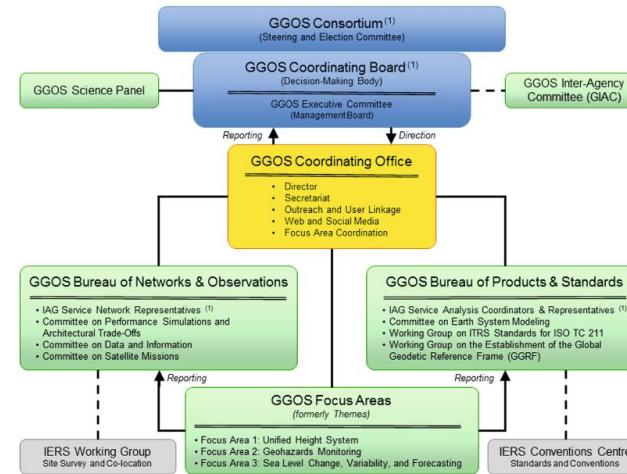 GGOS Consortium (1)
(Steering and Election Committee)
GGOS Coordinating Board (1)
(Decision-Making Body)
GGOS Executive Committee
(Management Board)
GGOS Science Panel
GGOS Inter-Agency
Committee (GIAC)
Reporting
Direction
GGOS Coordinating Office
• Director
• Secretariat
• Outreach and User Linkage
• Web and Social Media
• Focus Area Coordination
GGOS Bureau of Networks & Observations
• IAG Service Network Representatives (1)
• Committee on Performance Simulations and
Architectural Trade-Offs
• Committee on Data and Information
• Committee on Satellite Missions
GGOS Bureau of Products & Standards
• IAG Service Analysis Coordinators & Representatives (1)
• Committee on Earth System Modeling
• Working Group on ITRS Standards for ISO TC 211
• Working Group on the Establishment of the Global
Geodetic Reference Frame (GGRF)
Reporting
Reporting
GGOS Focus Areas
(formerly Themes)
• Focus Area 1: Unified Height System
• Focus Area 2: Geohazards Monitoring
• Focus Area 3: Sea Level Change, Variability, and Forecasting
IERS Working Group
Site Survey and Co-location
IERS Conventions Centre
Standards and Conventions